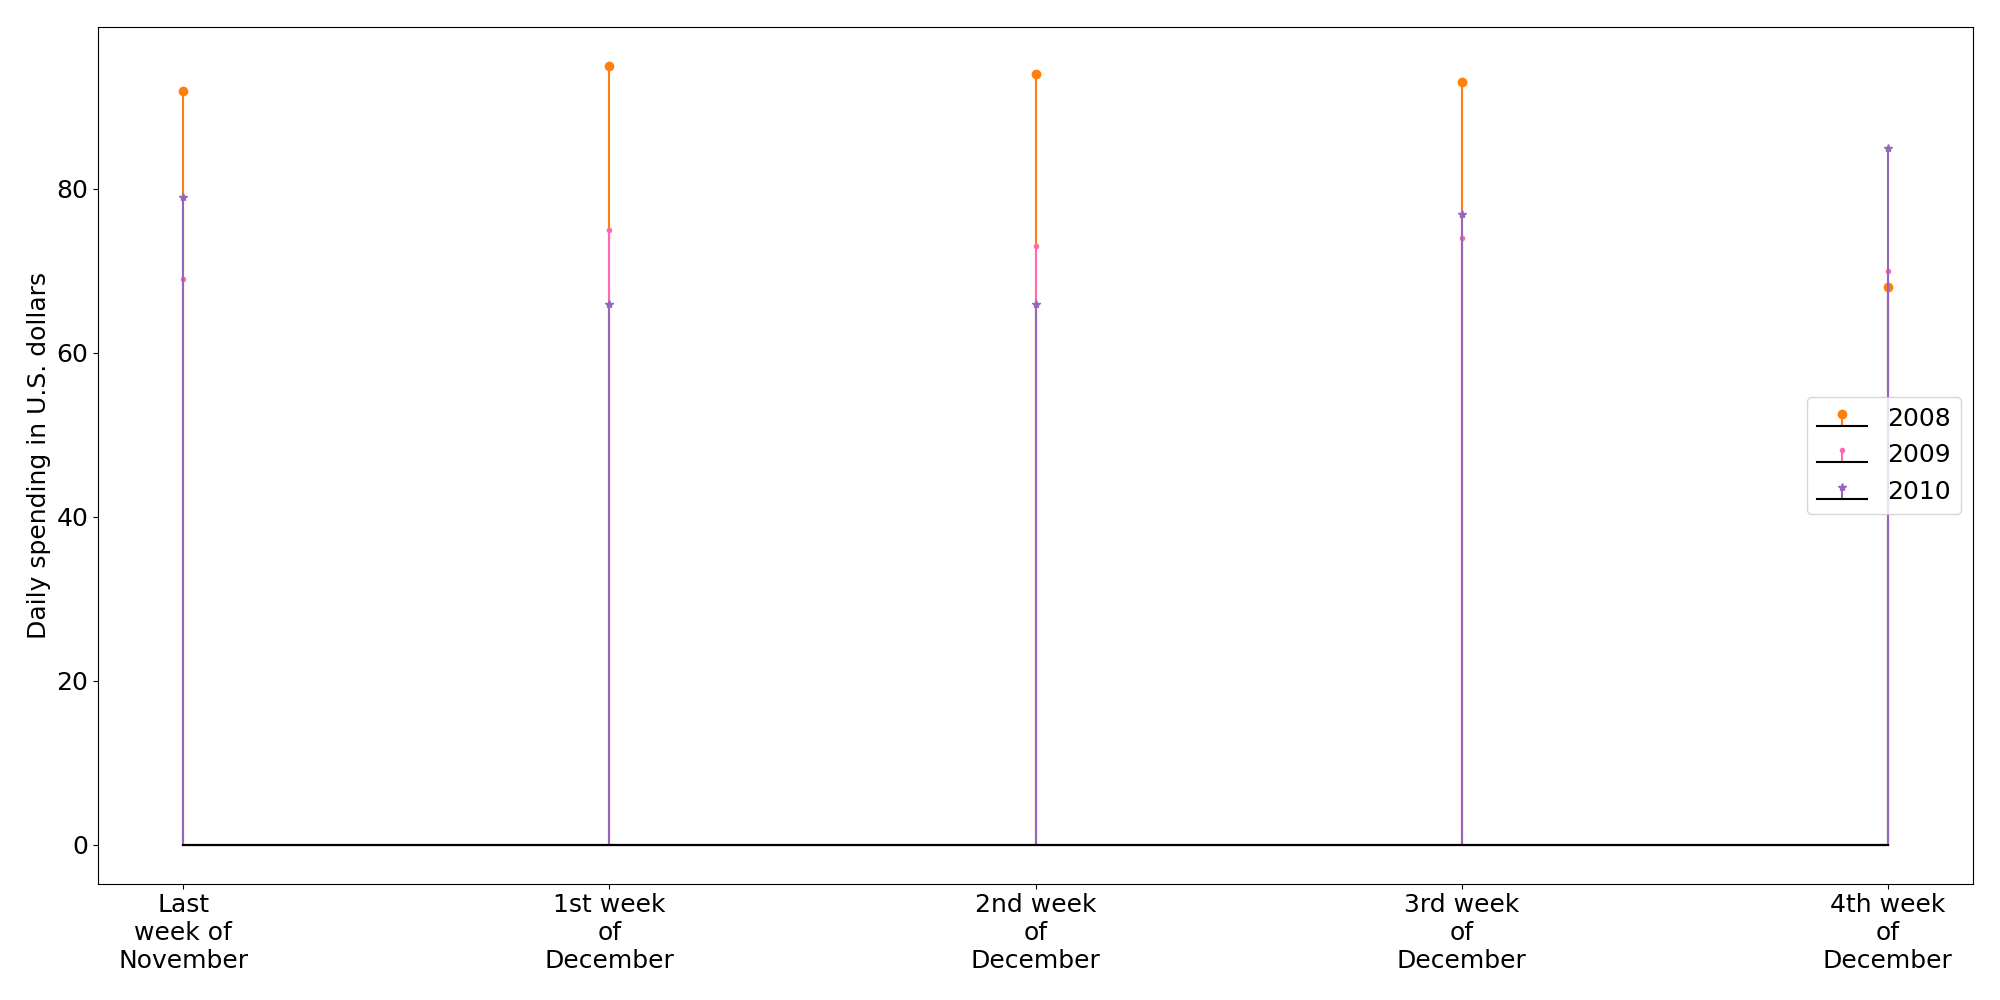 Daily spending in U.S. dollars
80
60
40
20
0
2008
2009
2010
Last
week of
November
1st week
of
December
2nd week
of
December
3rd week
of
December
4th week
of
December